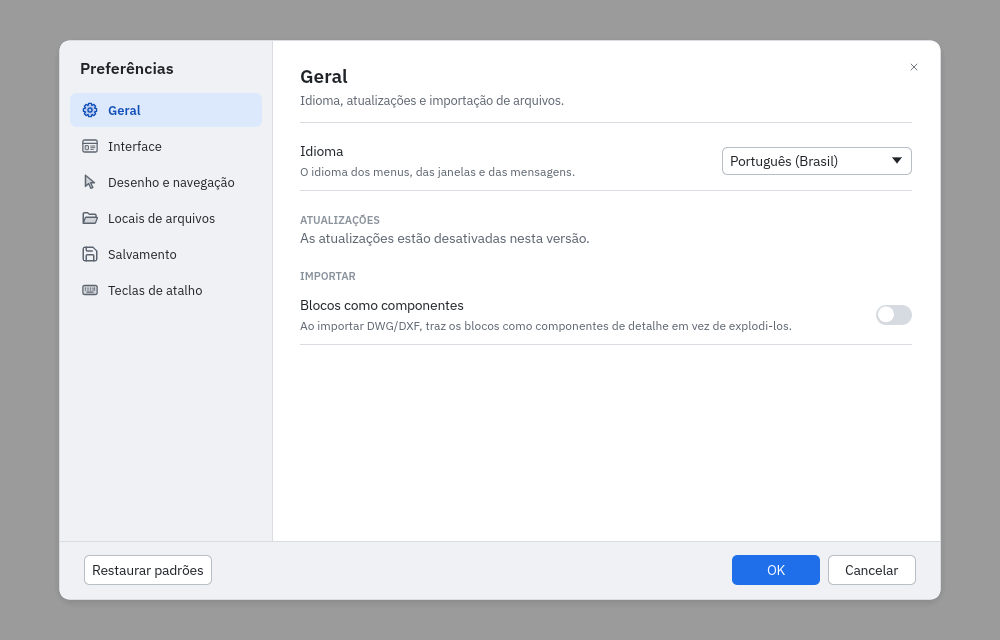 Preferências
Geral
Interface
Desenho e navegação
Locais de arquivos
Salvamento
Teclas de atalho
Geral
Idioma, atualizações e importação de arquivos.
Idioma
O idioma dos menus, das janelas e das mensagens.
Português (Brasil)
ATUALIZAÇÕES
As atualizações estão desativadas nesta versão.
IMPORTAR
Blocos como componentes
Ao importar DWG/DXF, traz os blocos como componentes de detalhe em vez de explodi-los.
Restaurar padrões
OK
Cancelar